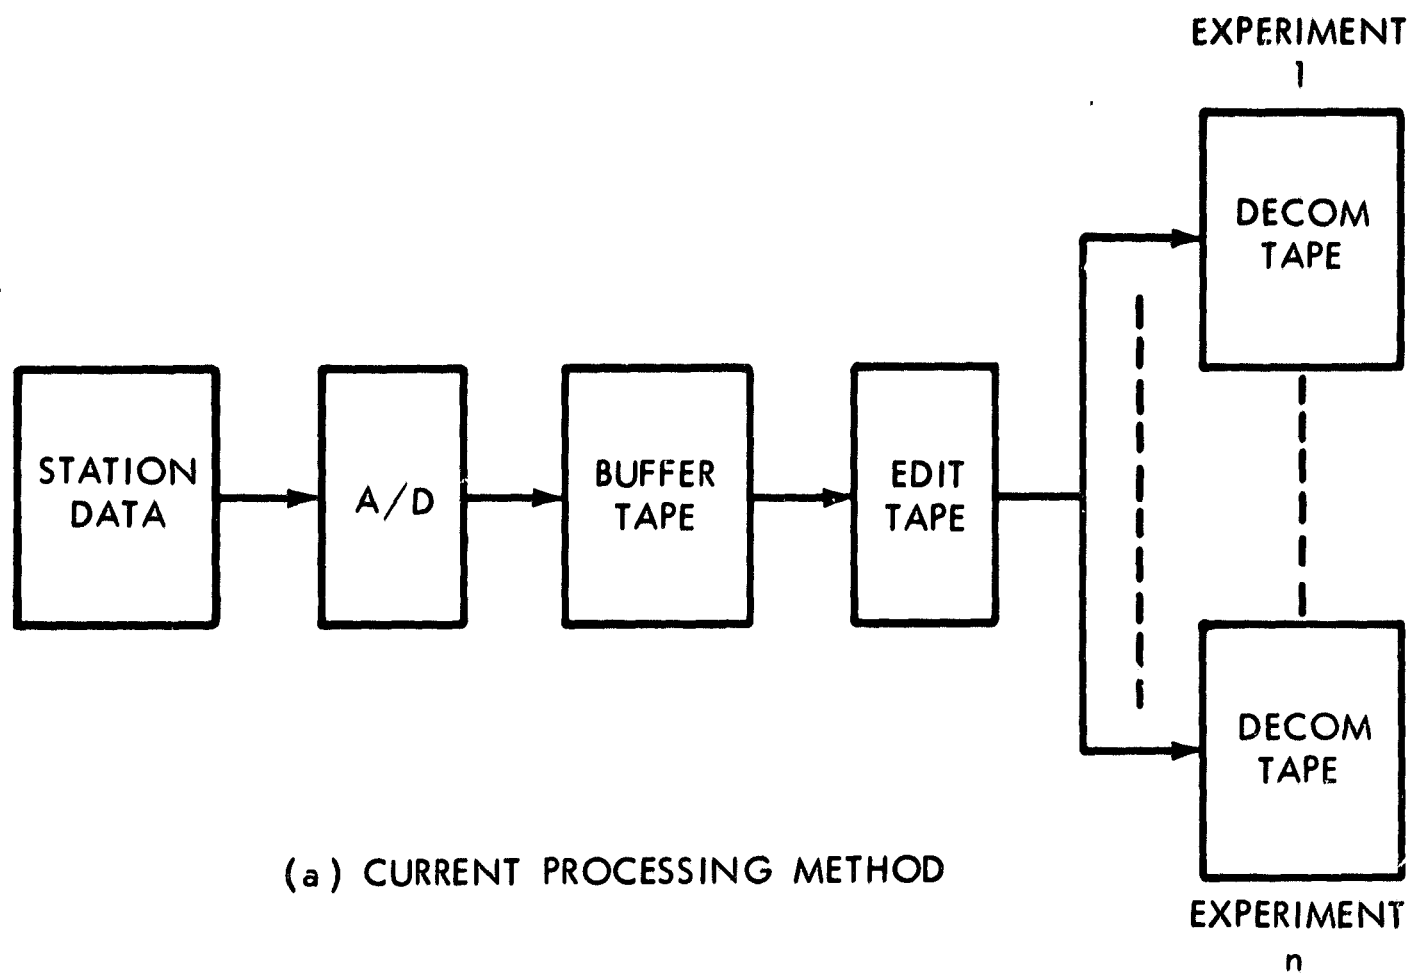 EXPERIMENT
1
DECOM
TAPE
STATION
DATA
A/D
BUFFER
TAPE
EDIT
TAPE
DECOM
TAPE
(a) CURRENT PROCESSING METHOD
EXPERIMENT
n